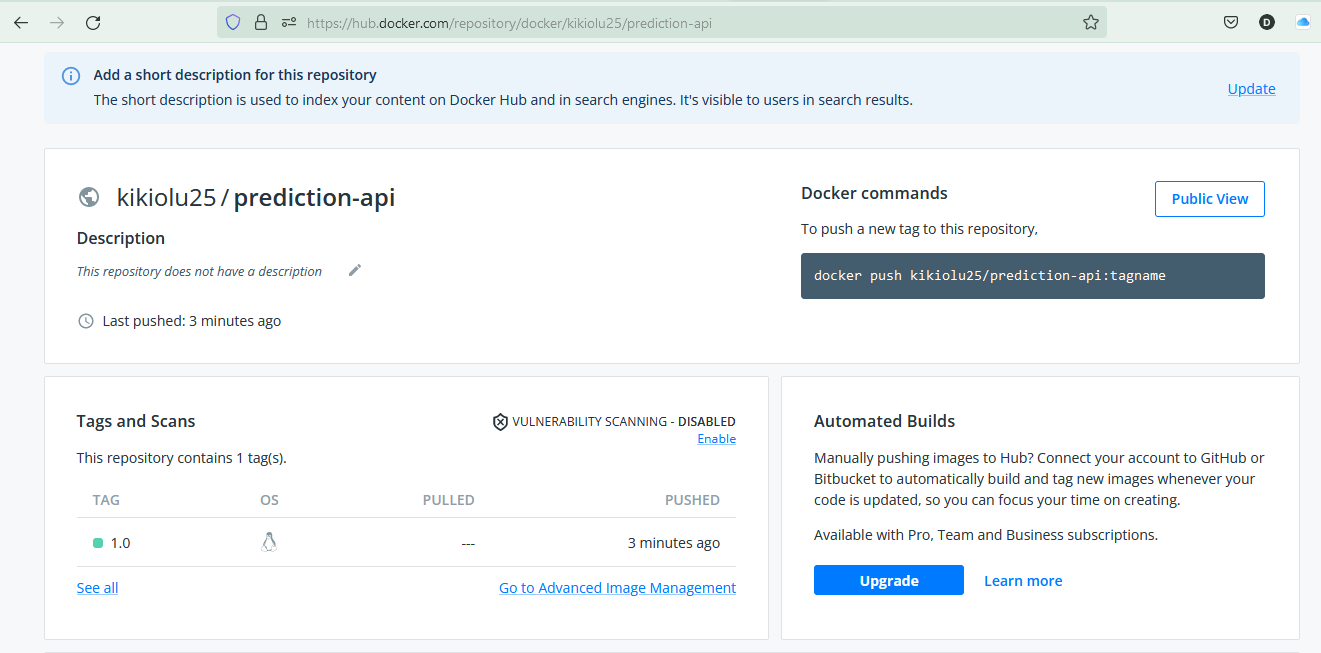 https://hub.docker.com/repository/docker/kikiolu25/prediction-api
D
Add a short description for this repository
The short description is used to index your content on Docker Hub and in search engines. It's visible to users in search results.
Update
kikiolu25 / prediction-api
Description
This repository does not have a description
Last pushed: 3 minutes ago
Docker commands
Public View
To push a new tag to this repository,
docker push kikiolu25/prediction-api:tagname
Tags and Scans
VULNERABILITY SCANNING - DISABLED
Enable
This repository contains 1 tag(s).
TAG OS PULLED PUSHED
1.0 --- 3 minutes ago
See all
Go to Advanced Image Management
Automated Builds
Manually pushing images to Hub? Connect your account to GitHub or
Bitbucket to automatically build and tag new images whenever your
code is updated, so you can focus your time on creating.
Available with Pro, Team and Business subscriptions.
Upgrade
Learn more